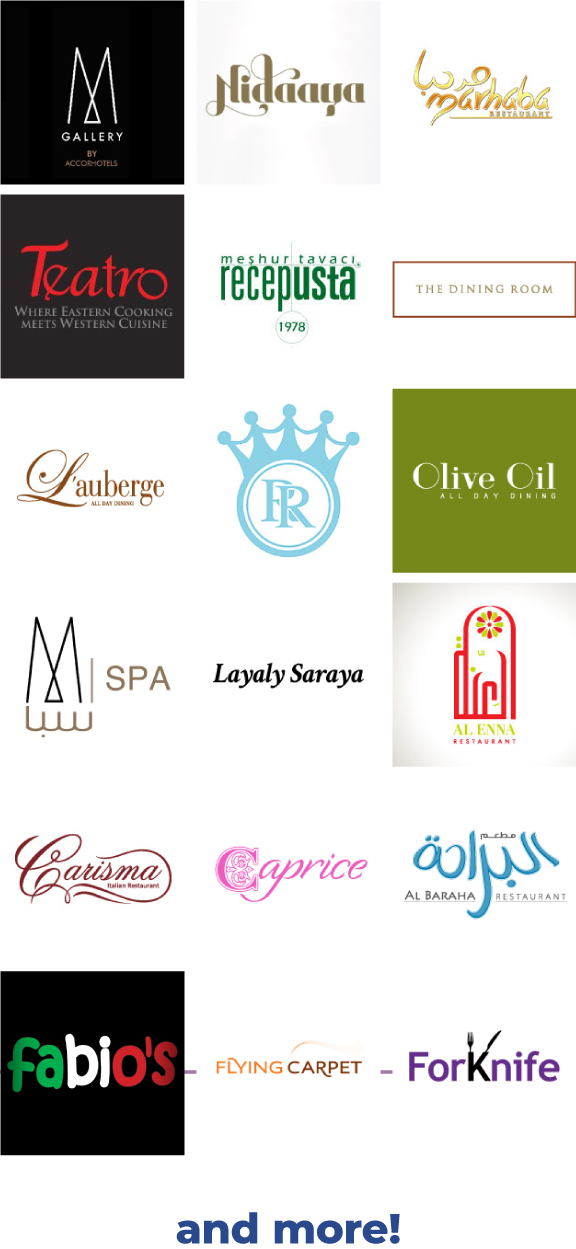 M
GALLERY
BY
ACCORHOTELS
Nidaaya
مرحبا
marhaba
RESTAURANT
Teatro
WHERE EASTERN COOKING
MEETS WESTERN CUISINE
meşhur tavacı
recepusta
1978
THE DINING ROOM
L'auberge
ALL DAY DINING
RR
Olive Oil
ALL DAY DINING
M SPA
سبا
Layaly Saraya
AL ENNA
RESTAURANT
Carisma
Italian Restaurant
Caprice
مطعم
البراحة
AL BARAHA RESTAURANT
fabio's
FLYING CARPET
ForKnife
and more!